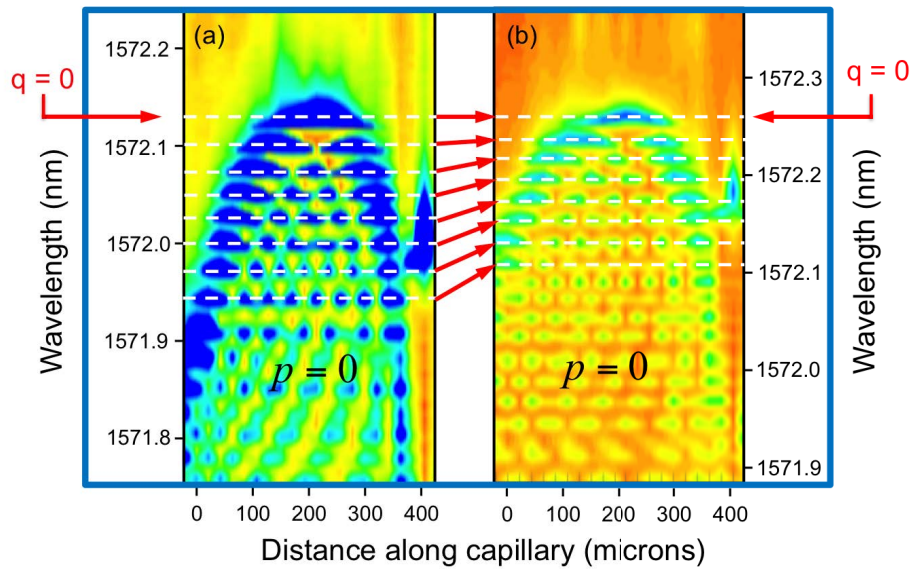 (a)
(b)
q = 0
q = 0
1572.2
1572.1
1572.0
1571.9
1571.8
1572.3
1572.2
1572.1
1572.0
1571.9
Wavelength (nm)
Wavelength (nm)
p = 0
p = 0
0 100 200 300 400
0 100 200 300 400
Distance along capillary (microns)